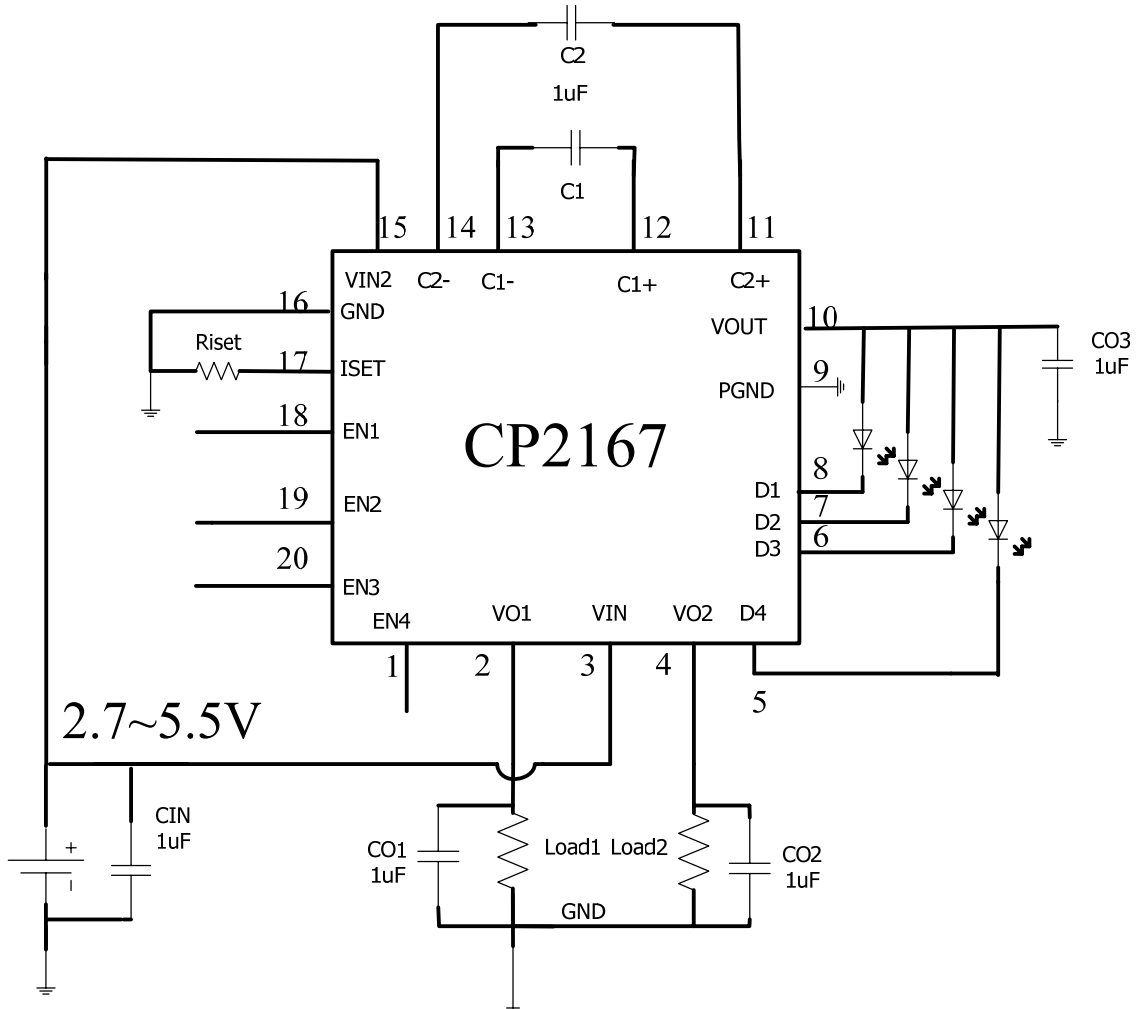 C2
1uF
C1
15
14
13
12
11
VIN2
C2-
C1-
C1+
C2+
16
GND
VOUT
10
Riset
17
ISET
CO3
1uF
PGND
9
18
EN1
CP2167
8
D1
19
EN2
7
D2
6
D3
20
EN3
EN4
VO1
VIN
VO2
D4
1
2
3
4
5
2.7~5.5V
CIN
1uF
+
-
CO1
1uF
Load1
Load2
CO2
1uF
GND